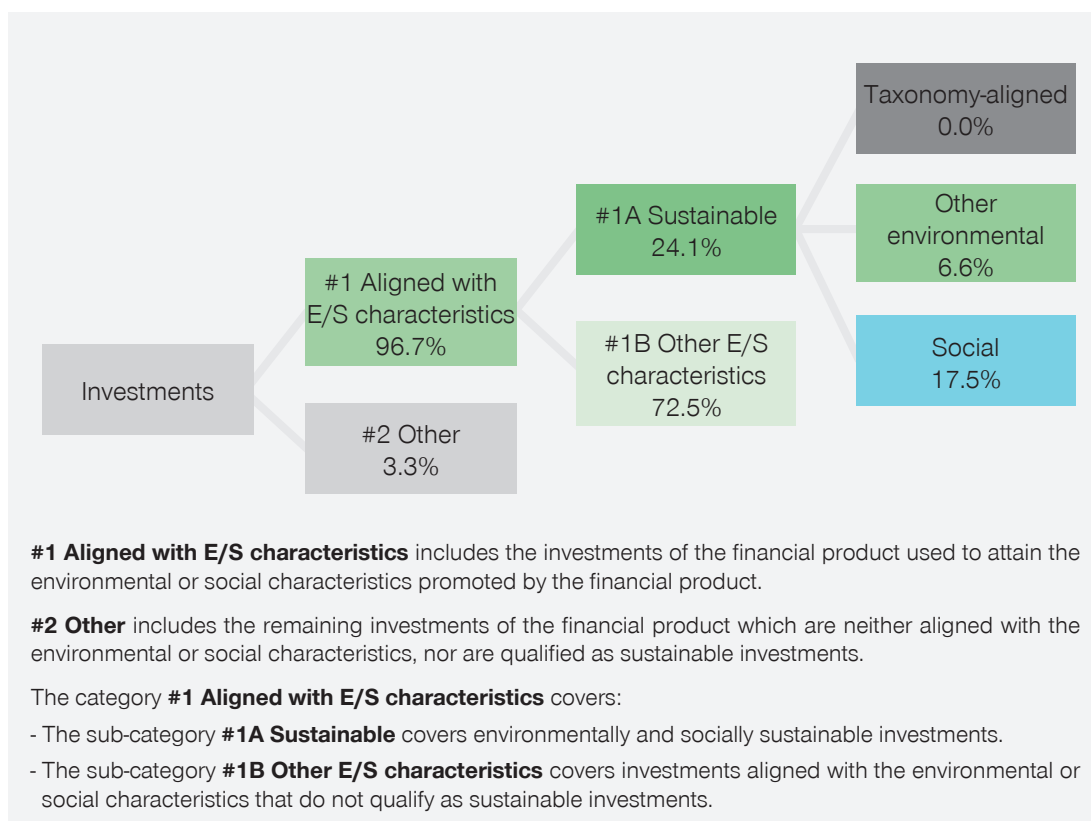 Taxonomy-aligned
0.0%
#1A Sustainable
24.1%
Other
environmental
6.6%
#1 Aligned with
E/S characteristics
96.7%
#1B Other E/S
characteristics
72.5%
Social
17.5%
Investments
#2 Other
3.3%
#1 Aligned with E/S characteristics includes the investments of the financial product used to attain the
environmental or social characteristics promoted by the financial product.
#2 Other includes the remaining investments of the financial product which are neither aligned with the
environmental or social characteristics, nor are qualified as sustainable investments.
The category #1 Aligned with E/S characteristics covers:
- The sub-category #1A Sustainable covers environmentally and socially sustainable investments.
- The sub-category #1B Other E/S characteristics covers investments aligned with the environmental or
social characteristics that do not qualify as sustainable investments.